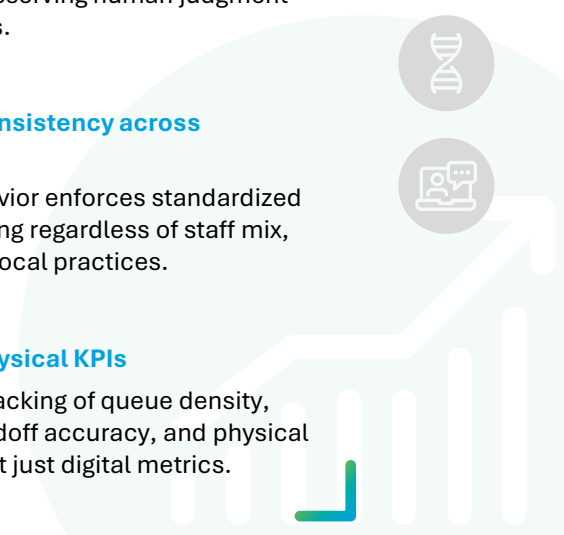 serving human judgment
s.
nsistency across
vior enforces standardized
ng regardless of staff mix,
ocal practices.
ysical KPIs
acking of queue density,
doff accuracy, and physical
t just digital metrics.